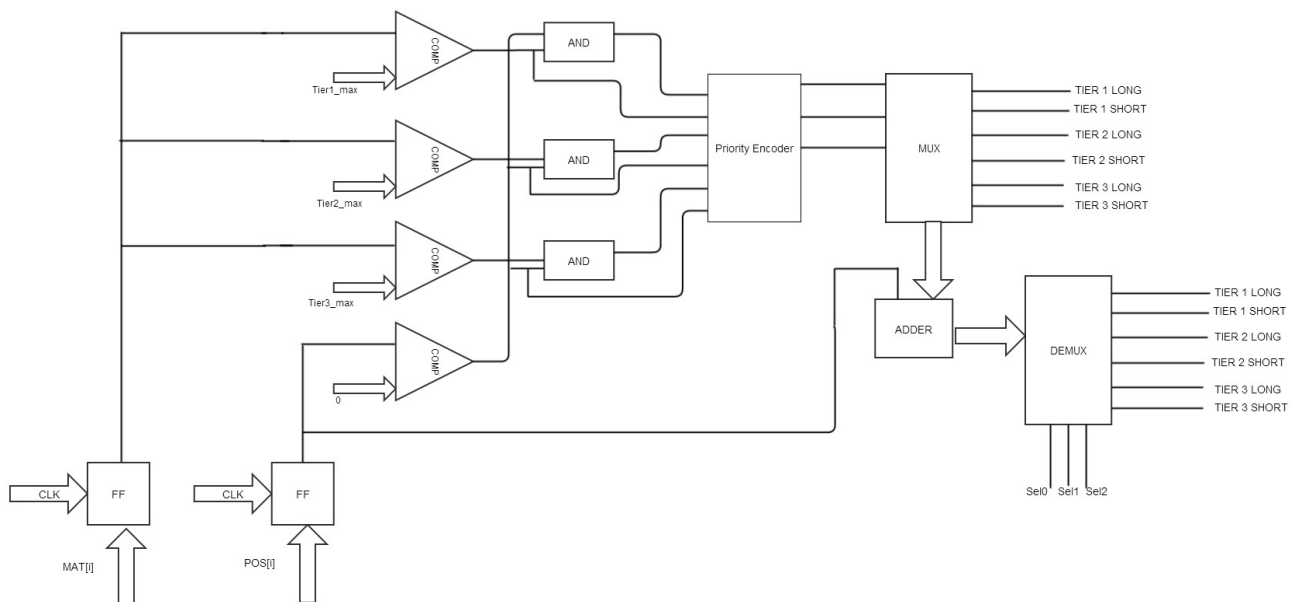 COMP
AND
Tier1_max
TIER 1 LONG
TIER 1 SHORT
TIER 2 LONG
TIER 2 SHORT
TIER 3 LONG
TIER 3 SHORT
Priority Encoder
MUX
COMP
AND
Tier2_max
COMP
AND
Tier3_max
COMP
0
ADDER
DEMUX
TIER 1 LONG
TIER 1 SHORT
TIER 2 LONG
TIER 2 SHORT
TIER 3 LONG
TIER 3 SHORT
Sel0 Sel1 Sel2
CLK
FF
CLK
FF
MAT[i]
POS[i]